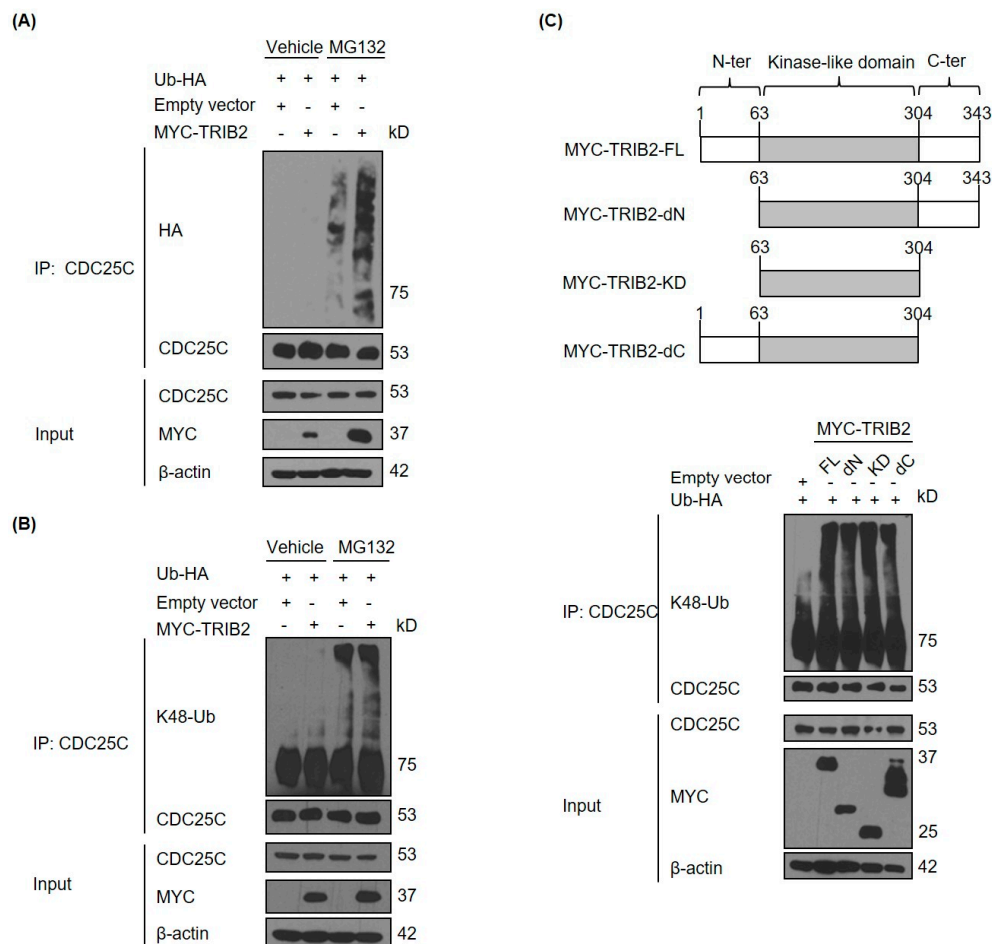 (A)
Vehicle MG132
Ub-HA + + + +
Empty vector + - + -
MYC-TRIB2 - + - + kD
IP: CDC25C
HA
75
CDC25C 53
Input
CDC25C 53
MYC 37
β-actin 42
(B)
Vehicle MG132
Ub-HA + + + +
Empty vector + - + -
MYC-TRIB2 - + - + kD
IP: CDC25C
K48-Ub
75
CDC25C 53
Input
CDC25C 53
MYC 37
β-actin 42
(C)
N-ter Kinase-like domain C-ter
1 63 304 343
MYC-TRIB2-FL
63 304 343
MYC-TRIB2-dN
63 304
MYC-TRIB2-KD
1 63 304
MYC-TRIB2-dC
MYC-TRIB2
FL dN KD dC
Empty vector + - - - -
Ub-HA + + + + + kD
IP: CDC25C
K48-Ub
75
CDC25C 53
Input
CDC25C 53
37
MYC
25
β-actin 42